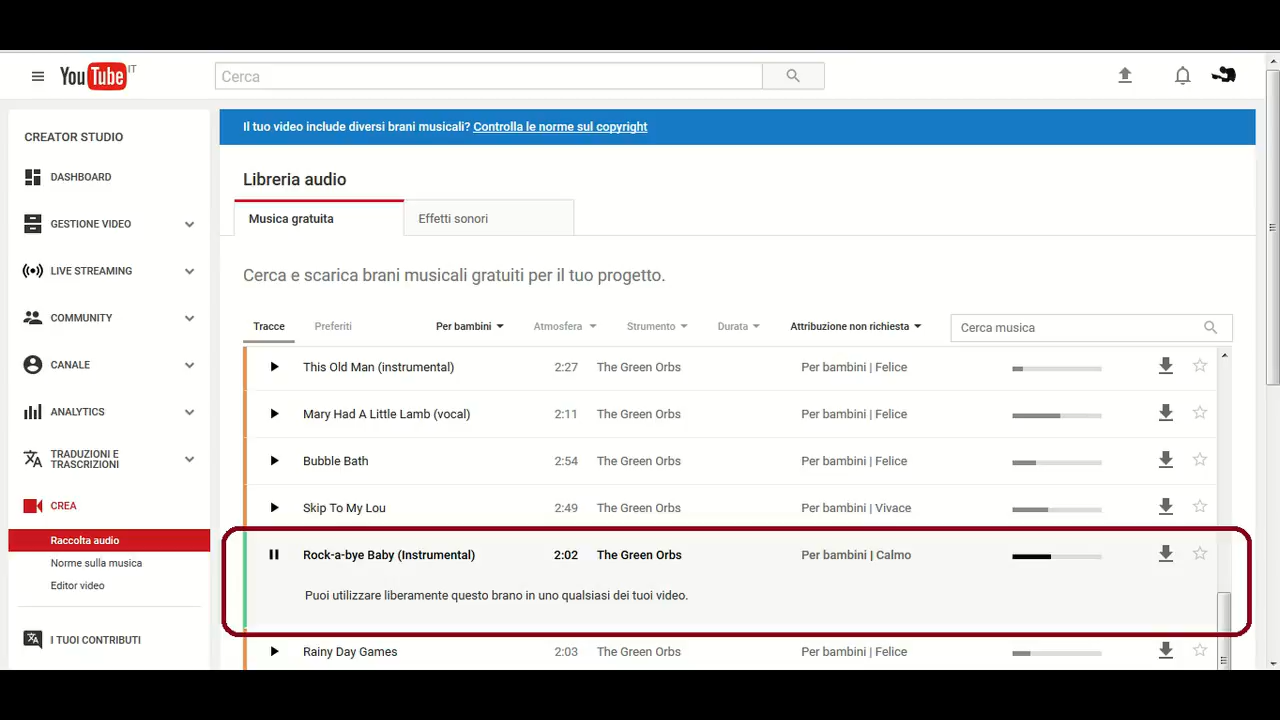 YouTube IT
Cerca
CREATOR STUDIO
DASHBOARD
GESTIONE VIDEO
LIVE STREAMING
COMMUNITY
CANALE
ANALYTICS
TRADUZIONI E
TRASCRIZIONI
CREA
Raccolta audio
Norme sulla musica
Editor video
I TUOI CONTRIBUTI
Il tuo video include diversi brani musicali? Controlla le norme sul copyright
Libreria audio
Musica gratuita Effetti sonori
Cerca e scarica brani musicali gratuiti per il tuo progetto.
Tracce Preferiti Per bambini Atmosfera Strumento Durata Attribuzione non richiesta Cerca musica
This Old Man (instrumental) 2:27 The Green Orbs Per bambini | Felice
Mary Had A Little Lamb (vocal) 2:11 The Green Orbs Per bambini | Felice
Bubble Bath 2:54 The Green Orbs Per bambini | Felice
Skip To My Lou 2:49 The Green Orbs Per bambini | Vivace
Rock-a-bye Baby (Instrumental) 2:02 The Green Orbs Per bambini | Calmo
Puoi utilizzare liberamente questo brano in uno qualsiasi dei tuoi video.
Rainy Day Games 2:03 The Green Orbs Per bambini | Felice